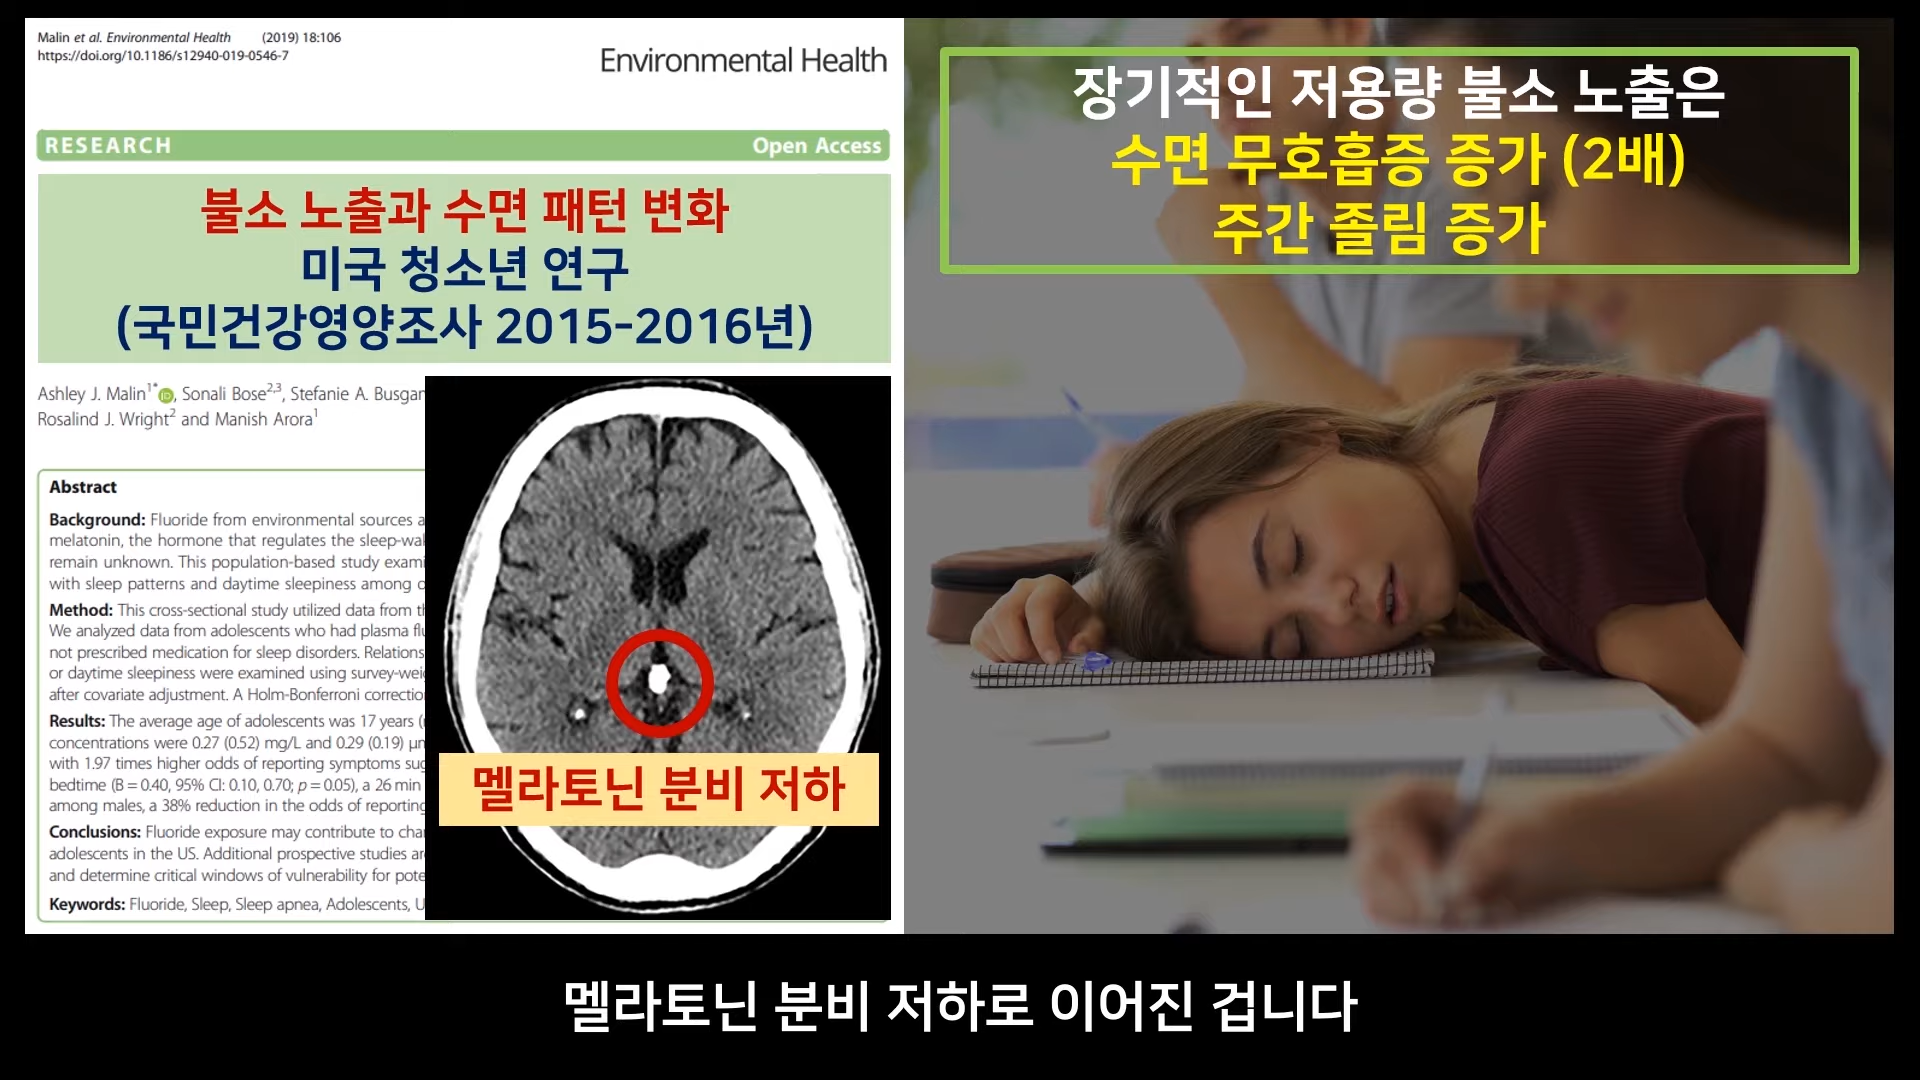 Malin et al. Environmental Health (2019) 18:106
https://doi.org/10.1186/s12940-019-0546-7
Environmental Health
RESEARCH Open Access
불소 노출과 수면 패턴 변화
미국 청소년 연구
(국민건강영양조사 2015-2016년)
Ashley J. Malin1* iD, Sonali Bose2,3, Stefanie A. Busgan
Rosalind J. Wright2 and Manish Arora1
Abstract
Background: Fluoride from environmental sources a
melatonin, the hormone that regulates the sleep-wa
remain unknown. This population-based study exami
with sleep patterns and daytime sleepiness among o
Method: This cross-sectional study utilized data from th
We analyzed data from adolescents who had plasma flu
not prescribed medication for sleep disorders. Relations
or daytime sleepiness were examined using survey-wei
after covariate adjustment. A Holm-Bonferroni correctio
Results: The average age of adolescents was 17 years (
concentrations were 0.27 (0.52) mg/L and 0.29 (0.19) μm
with 1.97 times higher odds of reporting symptoms sug
bedtime (B = 0.40, 95% CI: 0.10, 0.70; p = 0.05), a 26 min
among males, a 38% reduction in the odds of reporting
Conclusions: Fluoride exposure may contribute to cha
adolescents in the US. Additional prospective studies ar
and determine critical windows of vulnerability for pote
Keywords: Fluoride, Sleep, Sleep apnea, Adolescents, U
멜라토닌 분비 저하
장기적인 저용량 불소 노출은
수면 무호흡증 증가 (2배)
주간 졸림 증가
멜라토닌 분비 저하로 이어진 겁니다